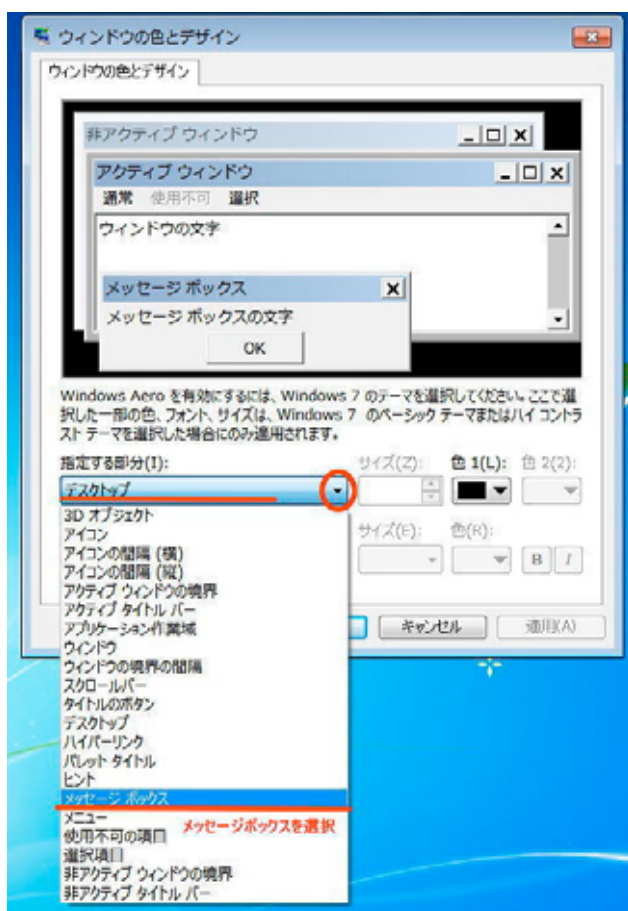 ウィンドウの色とデザイン
ウィンドウの色とデザイン
非アクティブ ウィンドウ
アクティブ ウィンドウ
通常 使用不可 選択
ウィンドウの文字
メッセージ ボックス
メッセージ ボックスの文字
OK
Windows Aero を有効にするには、Windows 7 のテーマを選択してください。ここで選
択した一部の色、フォント、サイズは、Windows 7 のベーシック テーマまたはハイ コントラ
スト テーマを選択した場合にのみ適用されます。
指定する部分(I): サイズ(Z): 色 1(L): 色 2(2):
デスクトップ
3D オブジェクト
アイコン
サイズ(E): 色(R):
アイコンの間隔 (横)
アイコンの間隔 (縦)
B I
アクティブ ウィンドウの境界
アクティブ タイトル バー
アプリケーション作業域
キャンセル 適用(A)
ウィンドウ
ウィンドウの境界の間隔
スクロールバー
タイトルのボタン
デスクトップ
ハイパーリンク
パレット タイトル
ヒント
メッセージ ボックス
メニュー
メッセージボックスを選択
使用不可の項目
選択項目
非アクティブ ウィンドウの境界
非アクティブ タイトル バー